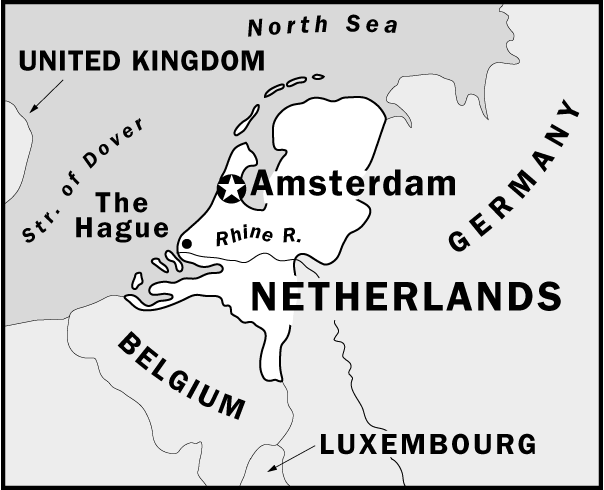 North Sea
UNITED KINGDOM
Str. of Dover
The
Hague
Amsterdam
Rhine R.
GERMANY
NETHERLANDS
BELGIUM
LUXEMBOURG